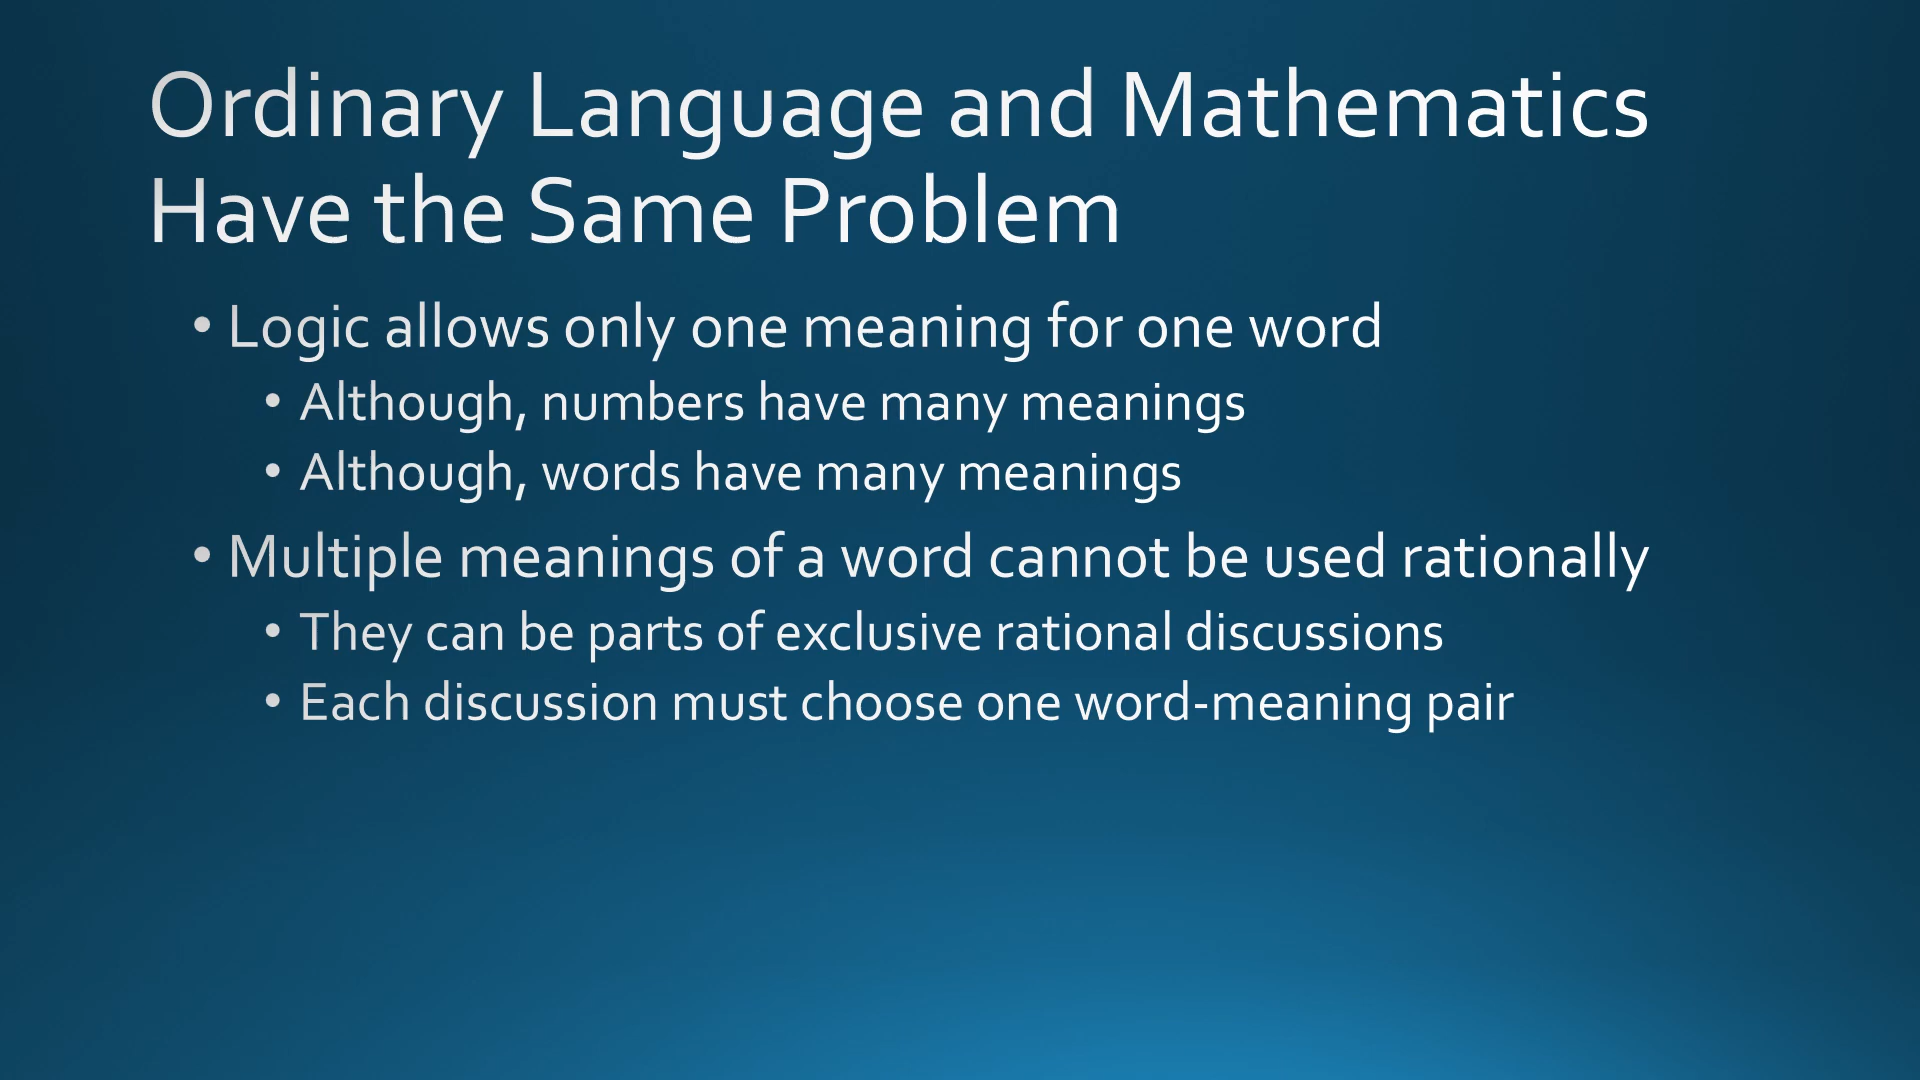 Ordinary Language and Mathematics
Have the Same Problem
• Logic allows only one meaning for one word
• Although, numbers have many meanings
• Although, words have many meanings
• Multiple meanings of a word cannot be used rationally
• They can be parts of exclusive rational discussions
• Each discussion must choose one word-meaning pair